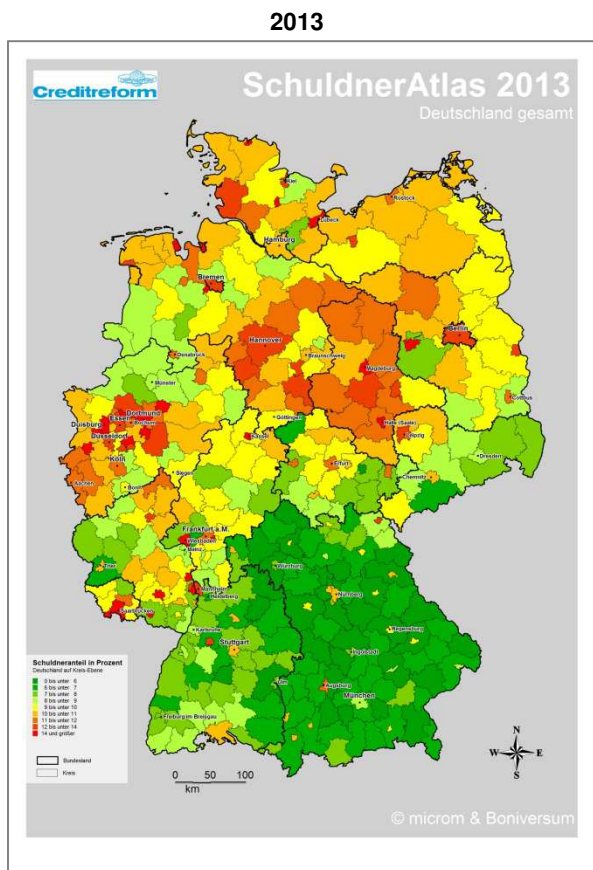 2013
Creditreform
SchuldnerAtlas 2013
Deutschland gesamt
Kiel
Rostock
Lübeck
Hamburg
Bremen
Berlin
Hannover
Osnabrück
Braunschweig
Magdeburg
Münster
Cottbus
Dortmund
Essen
Bochum
Duisburg
Düsseldorf
Göttingen
Halle (Saale)
Leipzig
Kassel
Köln
Dresden
Erfurt
Chemnitz
Aachen
Bonn
Siegen
Frankfurt a.M.
Wiesbaden
Mainz
Trier
Würzburg
Mannheim
Heidelberg
Nürnberg
Saarbrücken
Regensburg
Karlsruhe
Stuttgart
Ingolstadt
Ulm
Augsburg
München
Freiburg im Breisgau
Schuldneranteil in Prozent
Deutschland auf Kreis-Ebene
0 bis unter 6
6 bis unter 7
7 bis unter 8
8 bis unter 9
9 bis unter 10
10 bis unter 11
11 bis unter 12
12 bis unter 14
14 und größer
Bundesland
Kreis
0 50 100
km
N
W E
S
© microm & Boniversum